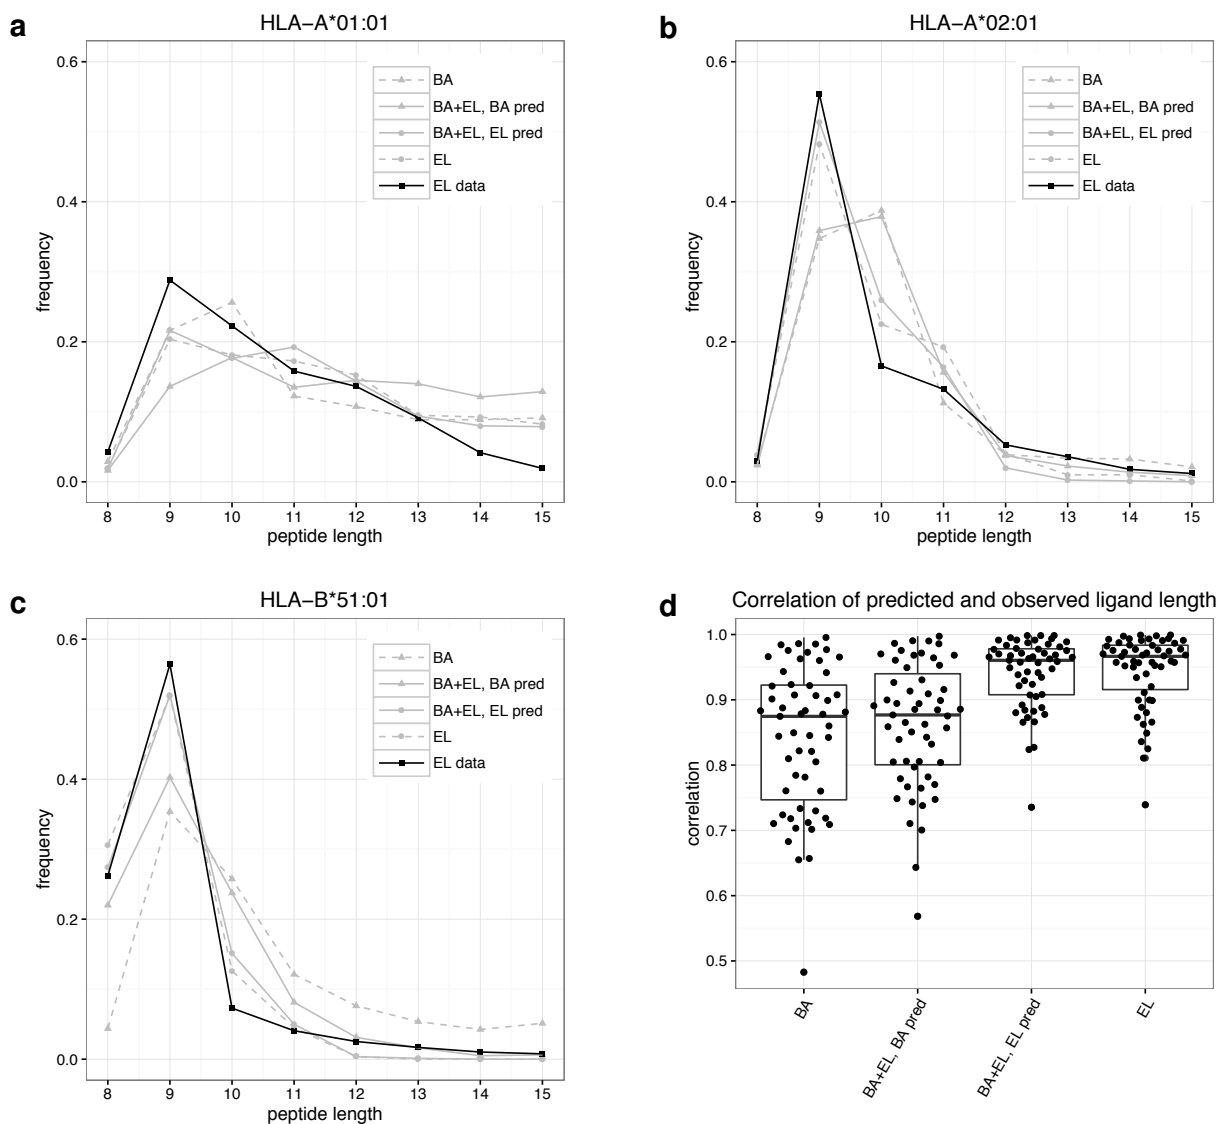 a
HLA−A*01:01
0.6
0.4
0.2
0.0
frequency
BA
BA+EL, BA pred
BA+EL, EL pred
EL
EL data
8 9 10 11 12 13 14 15
peptide length
b
HLA−A*02:01
0.6
0.4
0.2
0.0
frequency
BA
BA+EL, BA pred
BA+EL, EL pred
EL
EL data
8 9 10 11 12 13 14 15
peptide length
c
HLA−B*51:01
0.6
0.4
0.2
0.0
frequency
BA
BA+EL, BA pred
BA+EL, EL pred
EL
EL data
8 9 10 11 12 13 14 15
peptide length
d
Correlation of predicted and observed ligand length
1.0
0.9
0.8
0.7
0.6
0.5
correlation
BA
BA+EL, BA pred
BA+EL, EL pred
EL